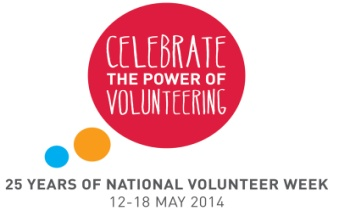 CELEBRATE
THE POWER OF
VOLUNTEERING
25 YEARS OF NATIONAL VOLUNTEER WEEK
12-18 MAY 2014